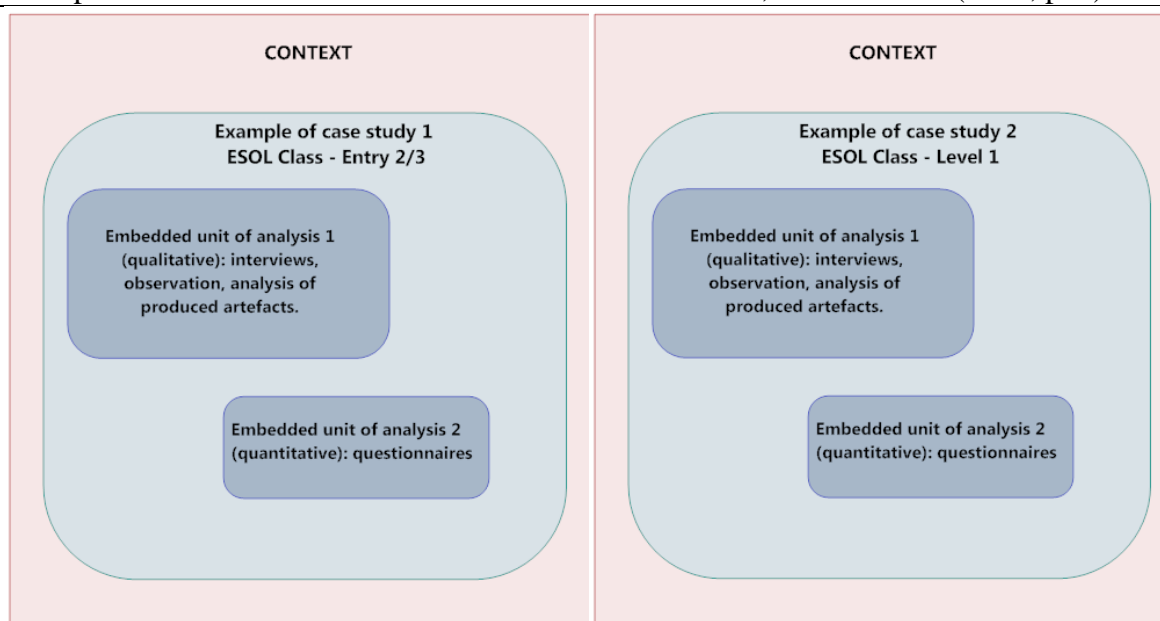 CONTEXT
Example of case study 1
ESOL Class - Entry 2/3
Embedded unit of analysis 1
(qualitative): interviews,
observation, analysis of
produced artefacts.
Embedded unit of analysis 2
(quantitative): questionnaires
CONTEXT
Example of case study 2
ESOL Class - Level 1
Embedded unit of analysis 1
(qualitative): interviews,
observation, analysis of
produced artefacts.
Embedded unit of analysis 2
(quantitative): questionnaires